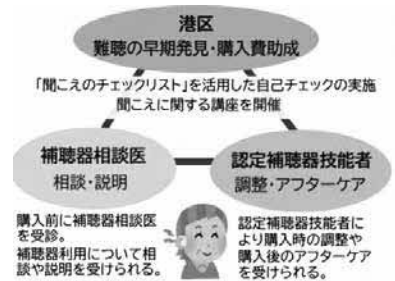 港区
難聴の早期発見・購入費助成
「聞こえのチェックリスト」を活用した自己チェックの実施
聞こえに関する講座を開催
補聴器相談医
相談・説明
認定補聴器技能者
調整・アフターケア
購入前に補聴器相談医
を受診。
補聴器利用について相
談や説明を受けられる。
認定補聴器技能者に
より購入時の調整や
購入後のアフターケア
を受けられる。